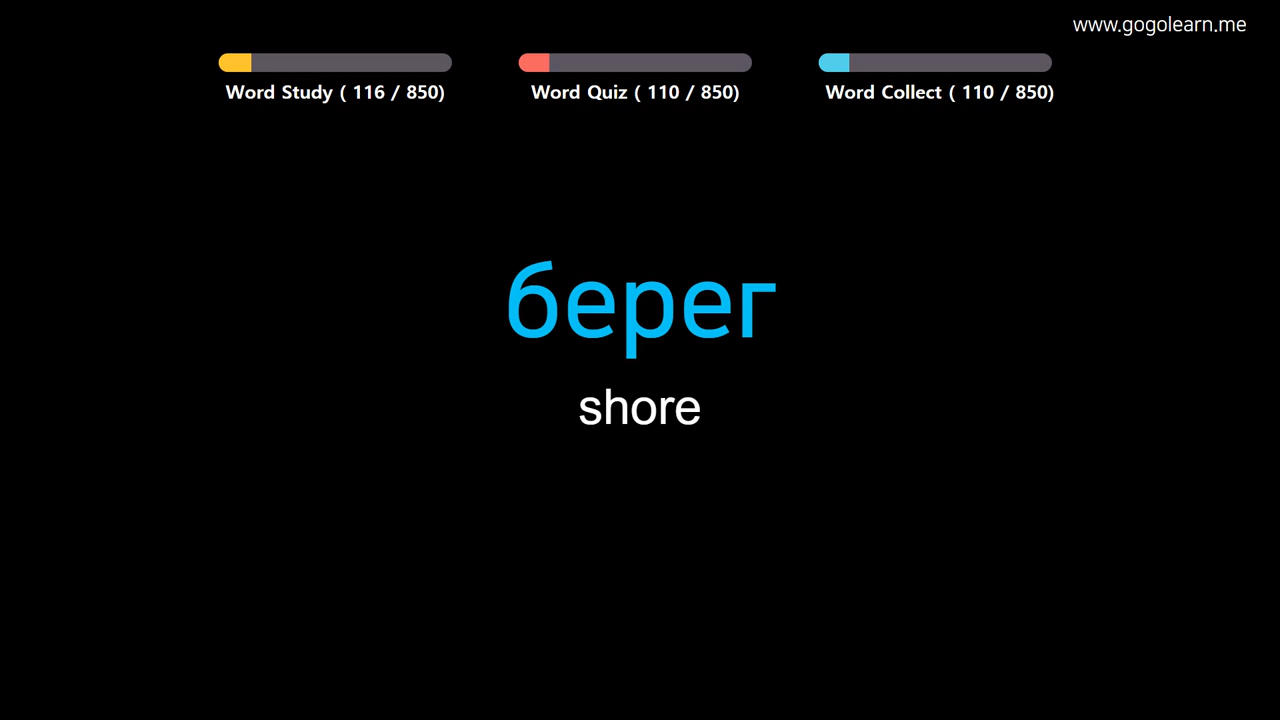 www.gogolearn.me
Word Study ( 116 / 850)
Word Quiz ( 110 / 850)
Word Collect ( 110 / 850)
берег
shore